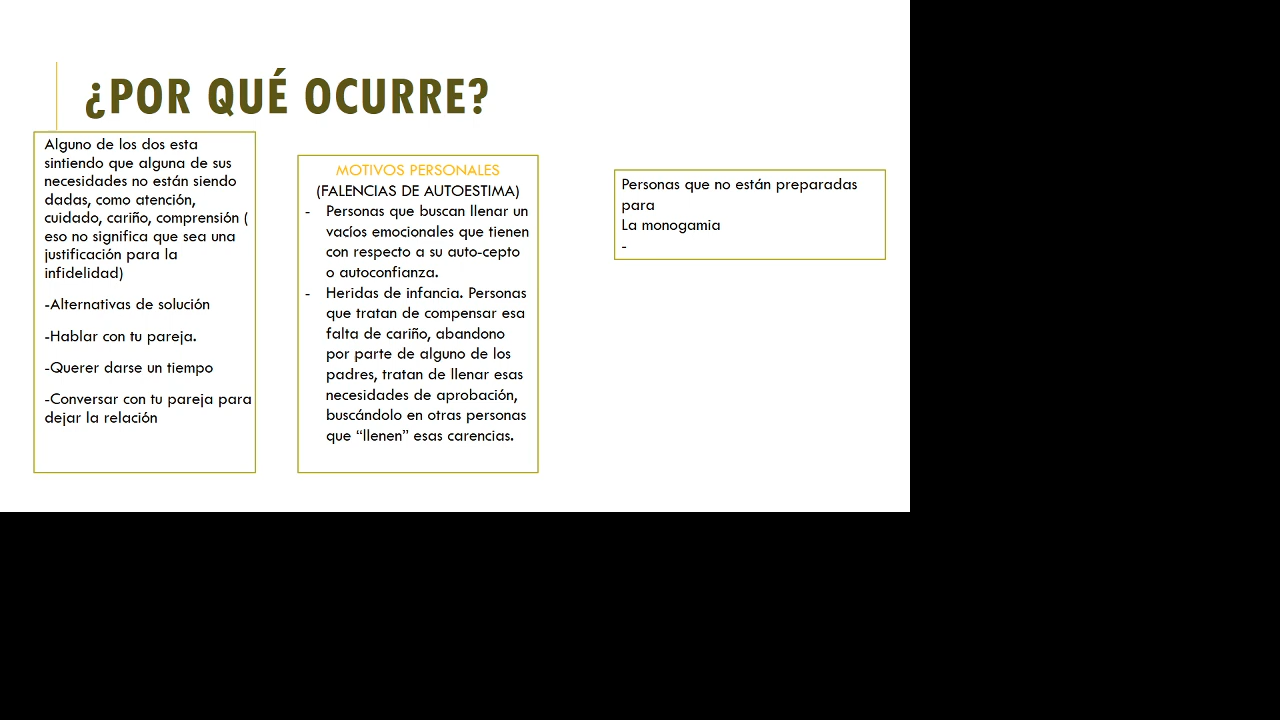 ¿POR QUÉ OCURRE?
Alguno de los dos esta
sintiendo que alguna de sus
necesidades no están siendo
dadas, como atención,
cuidado, cariño, comprensión (
eso no significa que sea una
justificación para la
infidelidad)
-Alternativas de solución
-Hablar con tu pareja.
-Querer darse un tiempo
-Conversar con tu pareja para
dejar la relación
MOTIVOS PERSONALES
(FALENCIAS DE AUTOESTIMA)
- Personas que buscan llenar un
vacíos emocionales que tienen
con respecto a su auto-cepto
o autoconfianza.
- Heridas de infancia. Personas
que tratan de compensar esa
falta de cariño, abandono
por parte de alguno de los
padres, tratan de llenar esas
necesidades de aprobación,
buscándolo en otras personas
que “llenen” esas carencias.
Personas que no están preparadas
para
La monogamia
-